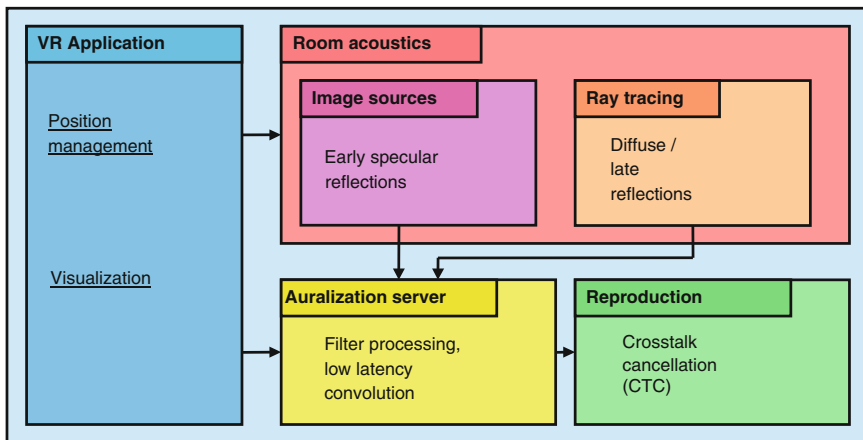 VR Application
Position
management
Visualization
Room acoustics
Image sources
Early specular
reflections
Ray tracing
Diffuse /
late
reflections
Auralization server
Filter processing,
low latency
convolution
Reproduction
Crosstalk
cancellation
(CTC)